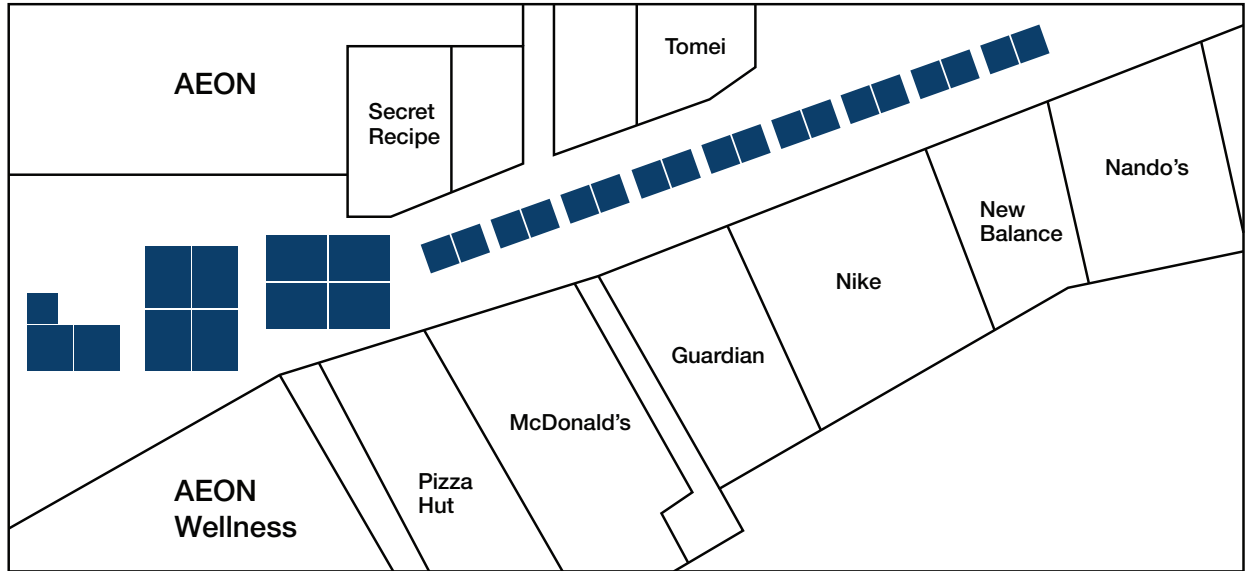 AEON
Secret
Recipe
Tomei
Nando’s
New
Balance
Nike
Guardian
McDonald’s
Pizza
Hut
AEON
Wellness